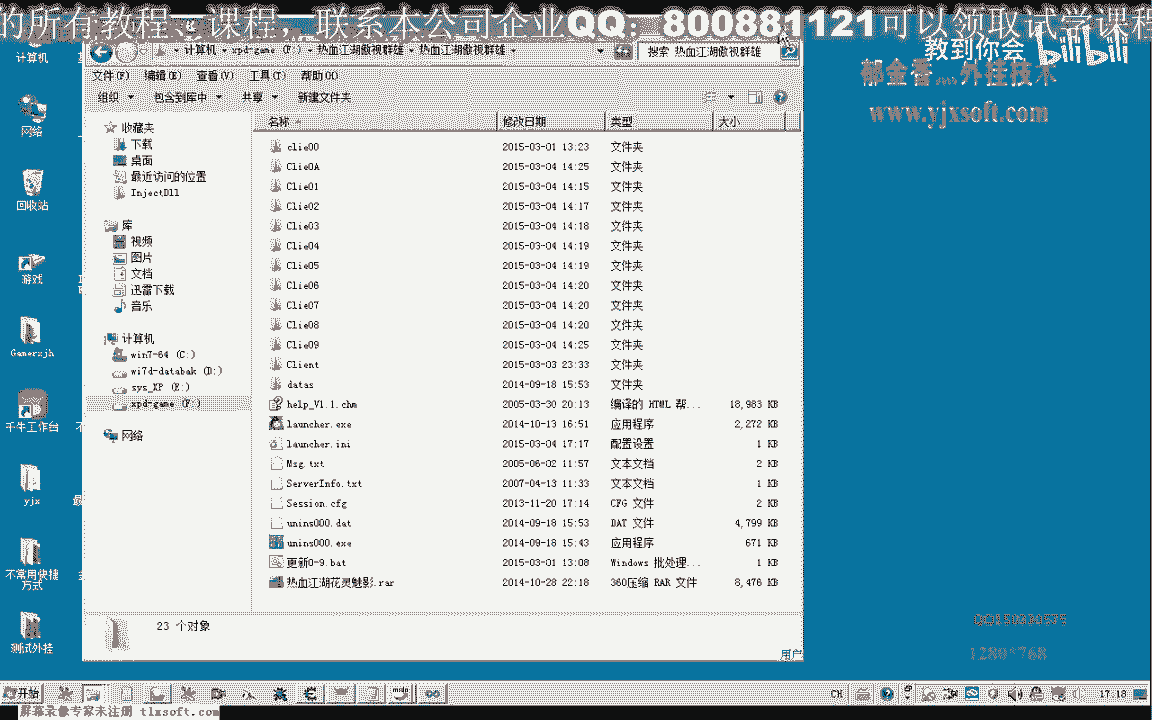 的所有教程、课程，联系本公司企业QQ：800881121可以领取试学课程
教到你会 bilibili
郁金香....外挂技术
www.yjxsoft.com
计算机 xpd-game (F:) 热血江湖傲视群雄 热血江湖傲视群雄
搜索 热血江湖傲视群雄
文件(F) 编辑(E) 查看(V) 工具(T) 帮助(H)
组织 包含到库中 共享 新建文件夹
名称 修改日期 类型 大小
计算机
网络
回收站
游戏
Gamerxjh
千牛工作台
yjx
不常用快捷
方式
测试外挂
收藏夹
下载
桌面
最近访问的位置
InjectDll
库
视频
图片
文档
迅雷下载
音乐
计算机
win7-64 (C:)
wi7d-databak (D:)
sys_XP (E:)
xpd-game (F:)
网络
clie00 2015-03-01 13:23 文件夹
Clie0A 2015-03-04 14:25 文件夹
Clie01 2015-03-04 14:15 文件夹
Clie02 2015-03-04 14:17 文件夹
Clie03 2015-03-04 14:18 文件夹
Clie04 2015-03-04 14:19 文件夹
Clie05 2015-03-04 14:19 文件夹
Clie06 2015-03-04 14:20 文件夹
Clie07 2015-03-04 14:20 文件夹
Clie08 2015-03-04 14:20 文件夹
Clie09 2015-03-04 14:25 文件夹
Client 2015-03-03 23:33 文件夹
datas 2014-09-18 15:53 文件夹
help_V1.1.chm 2005-03-30 20:13 编译的 HTML 帮... 18,983 KB
launcher.exe 2014-10-13 16:51 应用程序 2,272 KB
launcher.ini 2015-03-04 17:17 配置设置 1 KB
Msg.txt 2005-06-02 11:57 文本文档 2 KB
ServerInfo.txt 2007-04-13 11:33 文本文档 1 KB
Session.cfg 2013-11-20 17:14 CFG 文件 2 KB
unins000.dat 2014-09-18 15:53 DAT 文件 4,799 KB
unins000.exe 2014-09-18 15:43 应用程序 671 KB
更新0-9.bat 2015-03-01 13:08 Windows 批处理... 1 KB
热血江湖花灵魅影.rar 2014-10-28 22:18 360压缩 RAR 文件 8,476 KB
23 个对象
用户
1280*768
开始
CH
17:18
屏幕录像专家未注册 tlxsoft.com